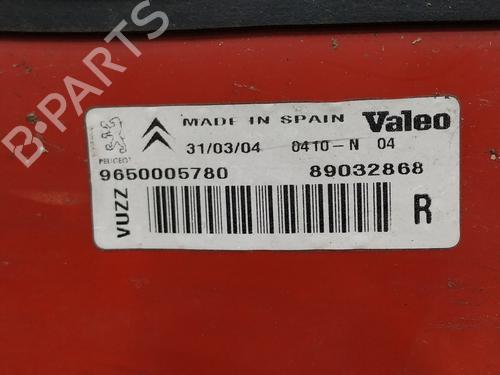 B-PARTS
MADE IN SPAIN Valeo
31/03/04 0410-N 04
PEUGEOT
9650005780 89032868
VUZZ
R